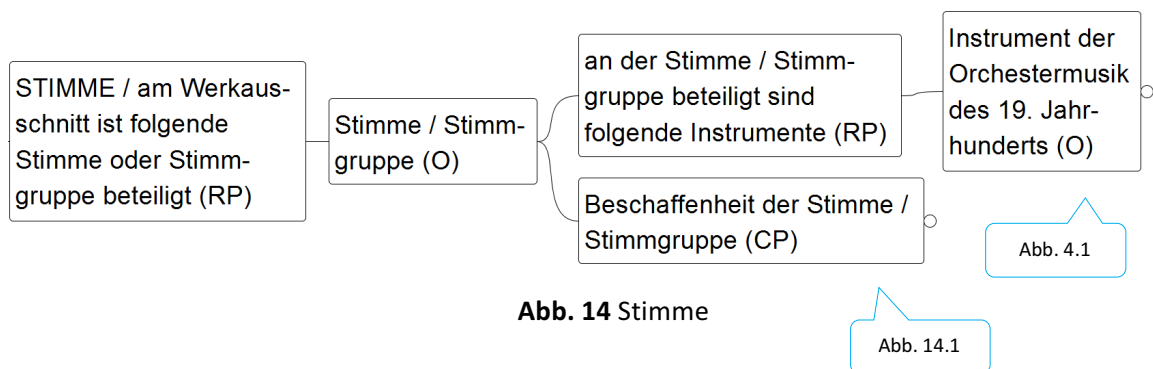 STIMME / am Werkaus-
schnitt ist folgende
Stimme oder Stimm-
gruppe beteiligt (RP)
Stimme / Stimm-
gruppe (O)
an der Stimme / Stimm-
gruppe beteiligt sind
folgende Instrumente (RP)
Instrument der
Orchestermusik
des 19. Jahr-
hunderts (O)
Beschaffenheit der Stimme /
Stimmgruppe (CP)
Abb. 4.1
Abb. 14 Stimme
Abb. 14.1